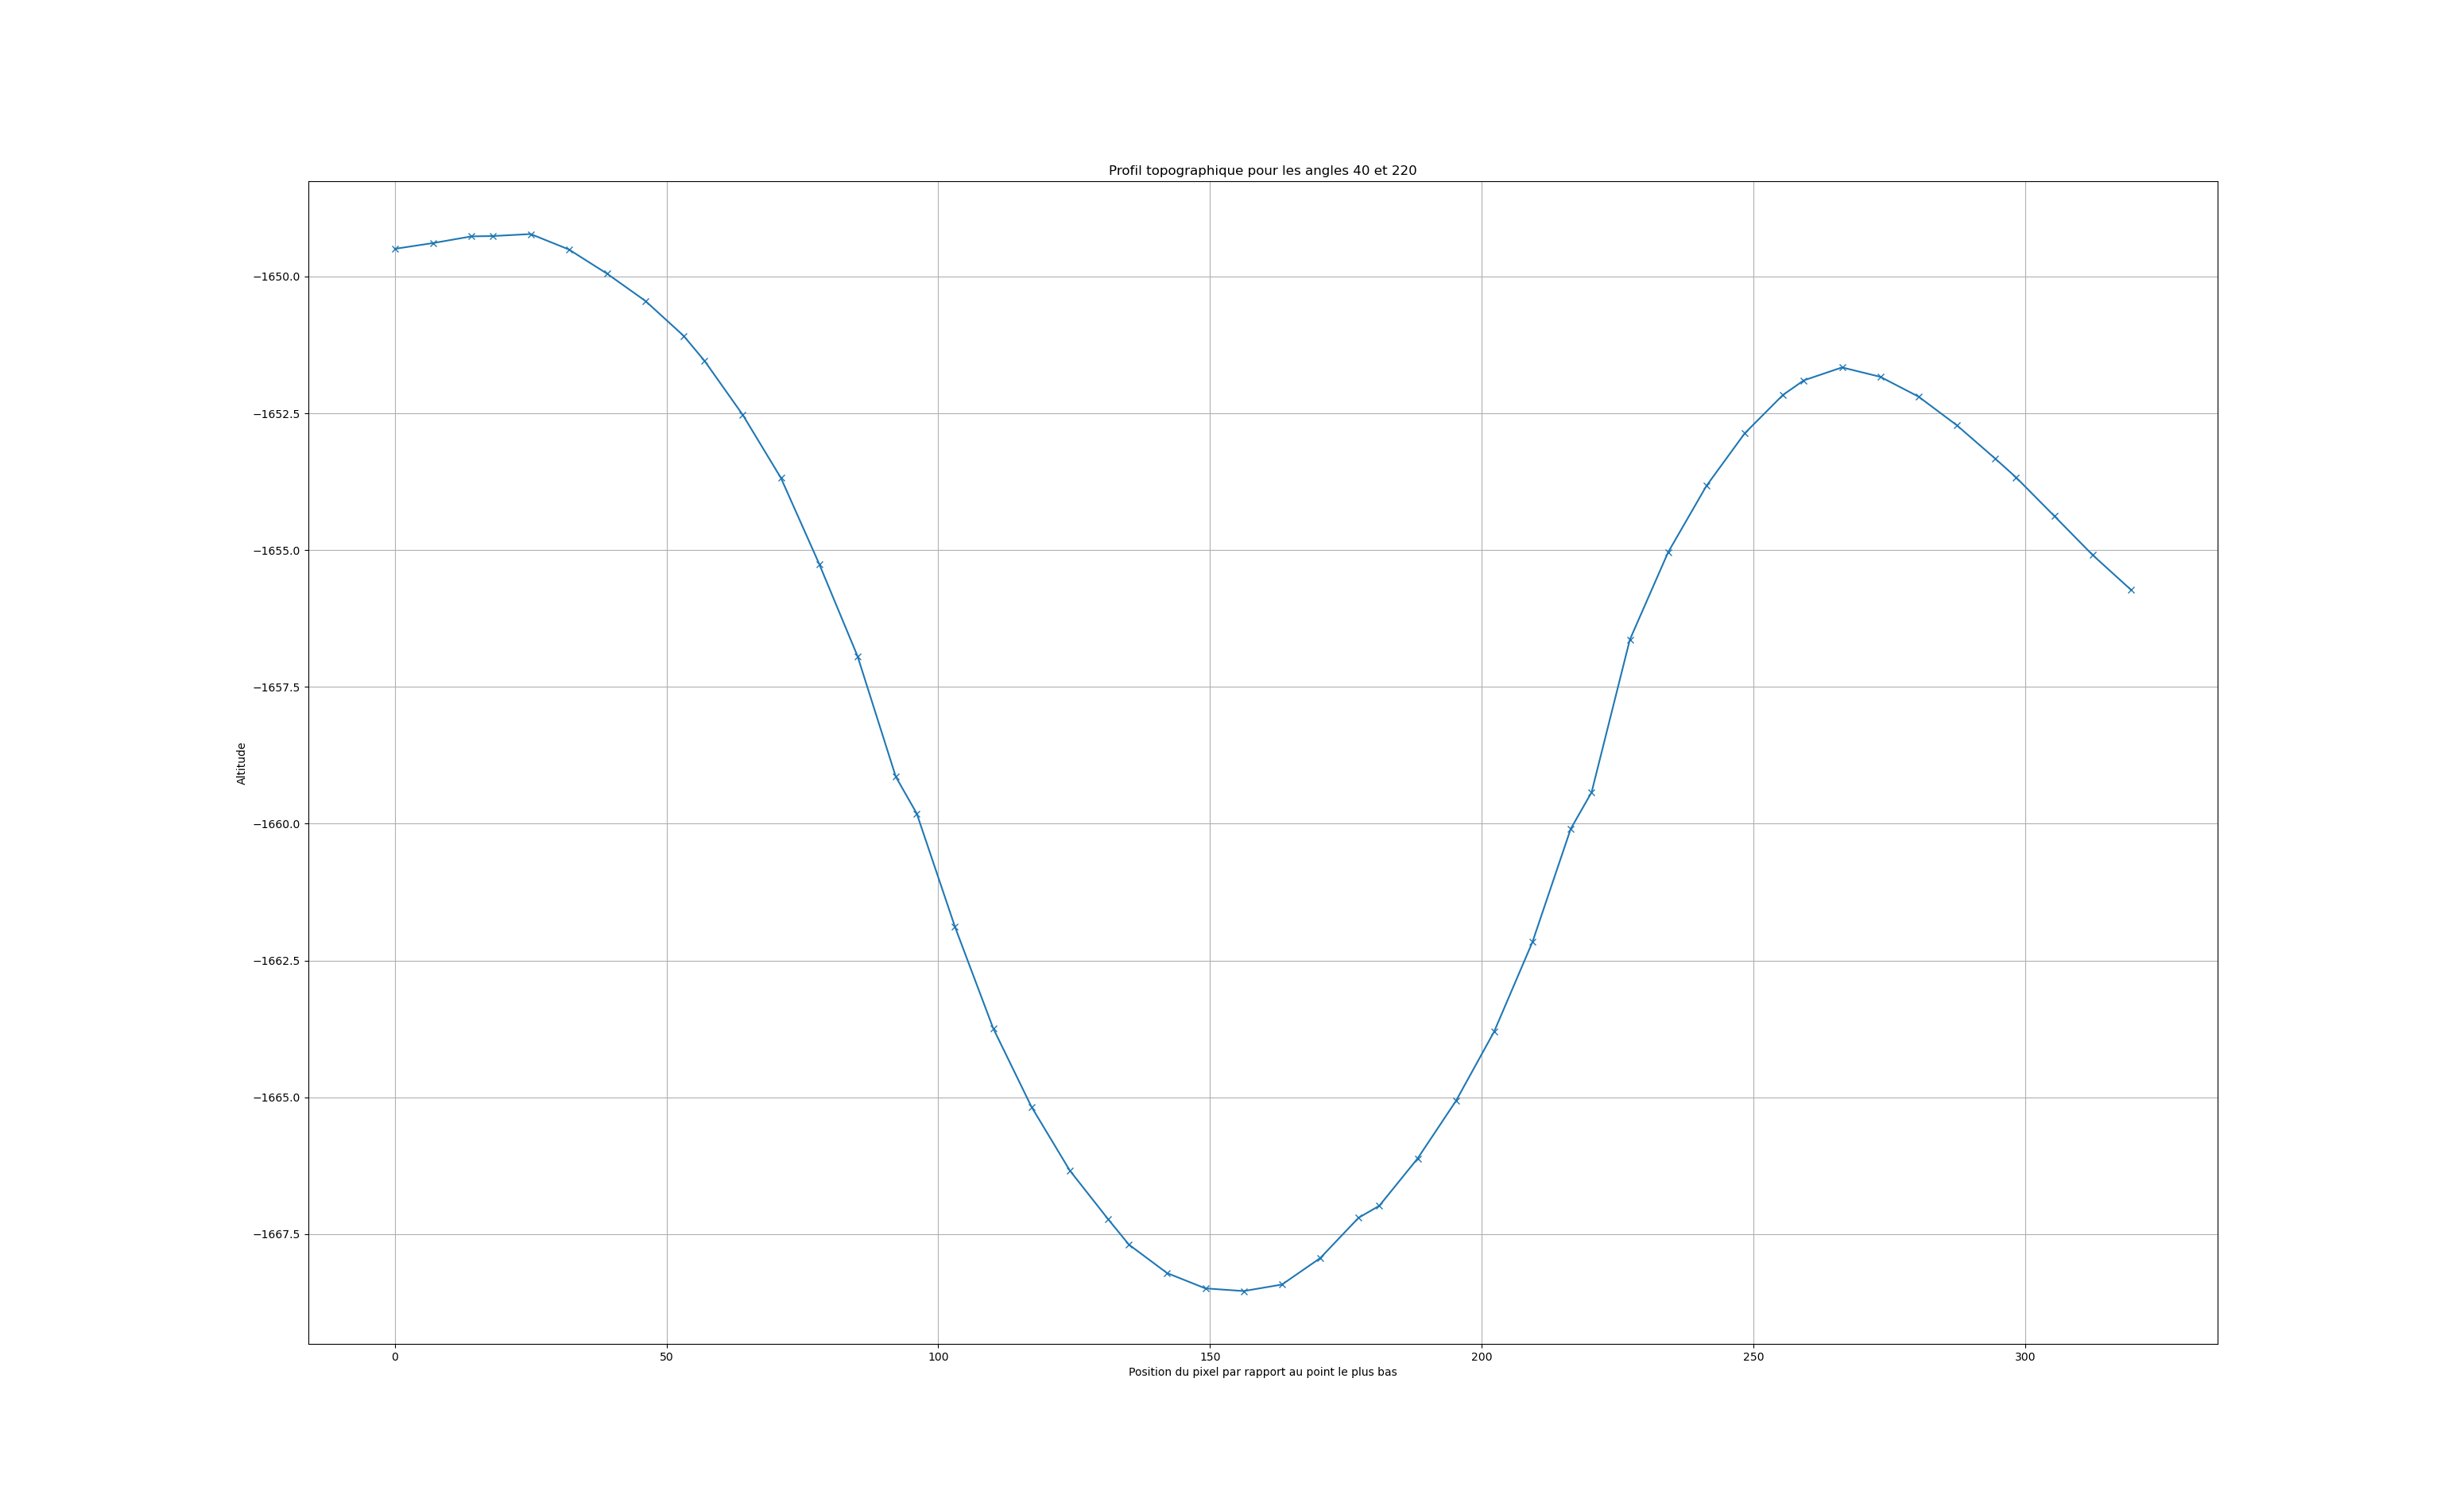 Profil topographique pour les angles 40 et 220
−1650.0
−1652.5
−1655.0
−1657.5
−1660.0
−1662.5
−1665.0
−1667.5
Altitude
0 50 100 150 200 250 300
Position du pixel par rapport au point le plus bas